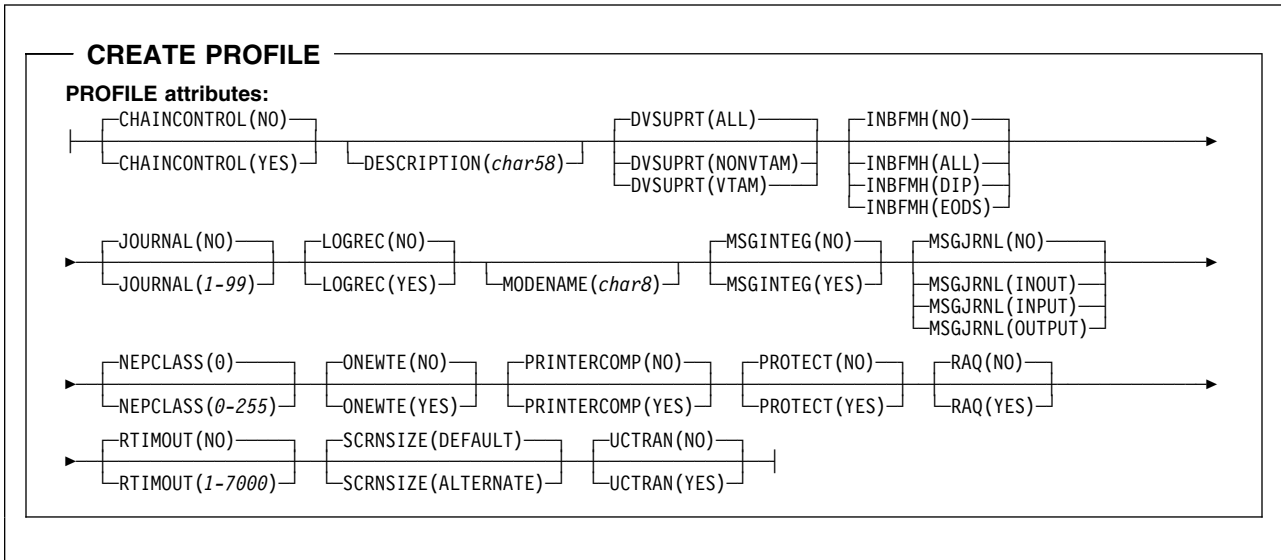 CREATE PROFILE
PROFILE attributes:
CHAINCONTROL(NO) DVSUPRT(ALL) INBFMH(NO)
CHAINCONTROL(YES) DESCRIPTION(char58) DVSUPRT(NONVTAM) INBFMH(ALL)
DVSUPRT(VTAM) INBFMH(DIP)
INBFMH(EODS)
JOURNAL(NO) LOGREC(NO) MSGINTEG(NO) MSGJRNL(NO)
JOURNAL(1-99) LOGREC(YES) MODENAME(char8) MSGINTEG(YES) MSGJRNL(INOUT)
MSGJRNL(INPUT)
MSGJRNL(OUTPUT)
NEPCLASS(0) ONEWTE(NO) PRINTERCOMP(NO) PROTECT(NO) RAQ(NO)
NEPCLASS(0-255) ONEWTE(YES) PRINTERCOMP(YES) PROTECT(YES) RAQ(YES)
RTIMOUT(NO) SCRNSIZE(DEFAULT) UCTRAN(NO)
RTIMOUT(1-7000) SCRNSIZE(ALTERNATE) UCTRAN(YES)